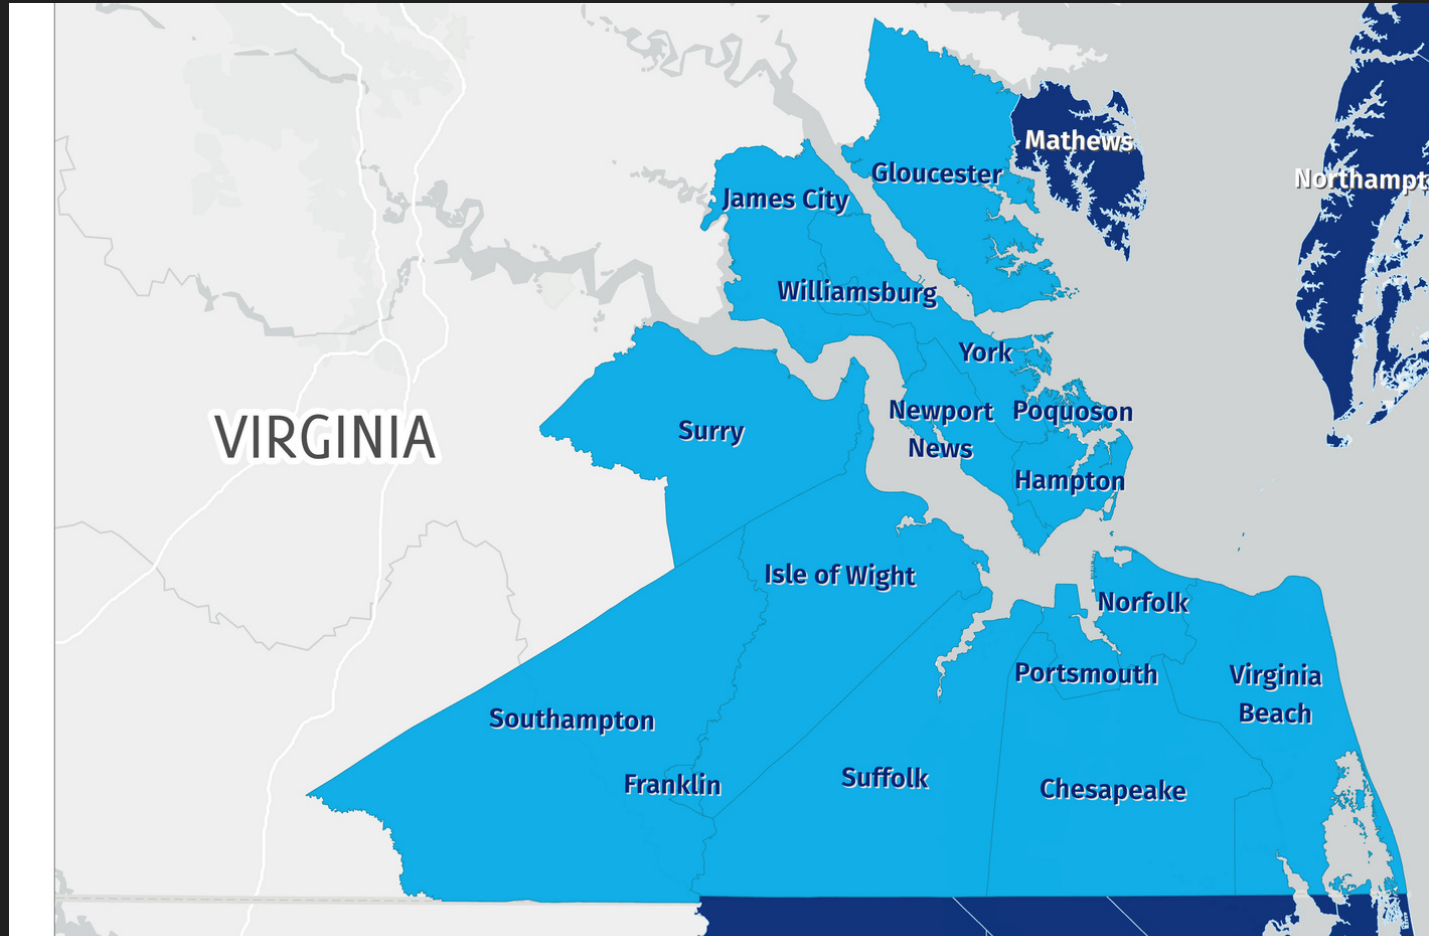 Mathews
Gloucester
Northampt
James City
Williamsburg
York
Newport
News
Poquoson
Surry
VIRGINIA
Hampton
Isle of Wight
Norfolk
Portsmouth
Virginia
Beach
Southampton
Franklin
Suffolk
Chesapeake